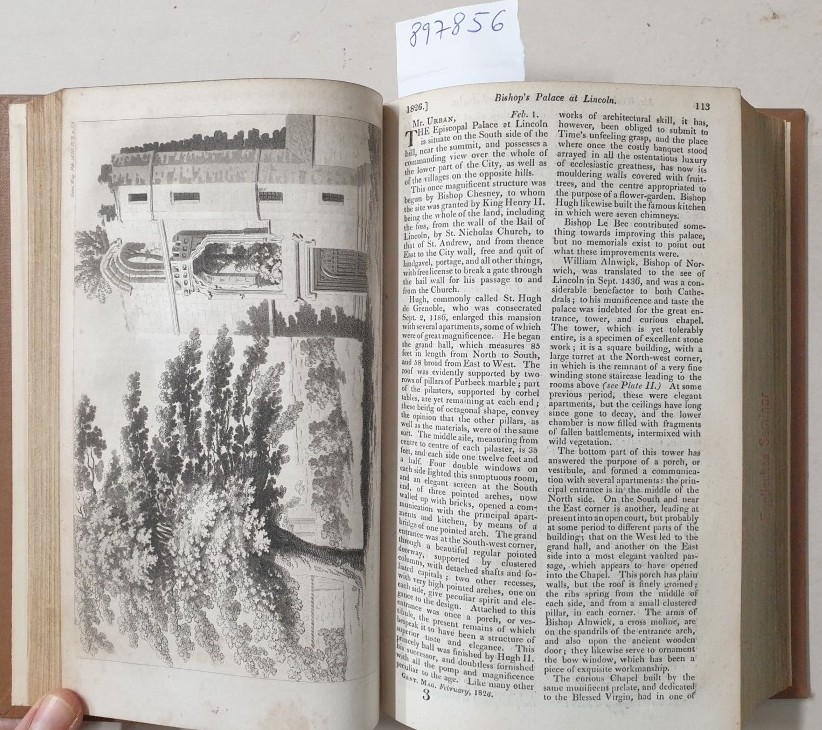 897856
1826.]
Bishop's Palace at Lincoln.
113
Mr. URBAN,
Feb. 1.
THE Episcopal Palace at Lincoln
is situate on the South side of the
hill, near the summit, and possesses a
commanding view over the whole of
the lower part of the City, as well as
of the villages on the opposite hills.
This once magnificent structure was
begun by Bishop Chesney, to whom
the site was granted by King Henry II.
being the whole of the land, including
the foss, from the wall of the Bail of
Lincoln, by St. Nicholas Church, to
that of St. Andrew, and from thence
East to the City wall, free and quit of
landgavel, portage, and all other things,
with free license to break a gate through
the bail wall for his passage to and
from the Church.
Hugh, commonly called St. Hugh
de Grenoble, who was consecrated
Sept. 2, 1186, enlarged this mansion
with several apartments, some of which
were of great magnificence. He began
the grand hall, which measures 85
feet in length from North to South,
and 58 broad from East to West. The
roof was evidently supported by two
rows of pillars of Purbeck marble; part
of the pilasters, supported by corbel
tables, are yet remaining at each end;
these being of octagonal shape, convey
the opinion that the other pillars, as
well as the materials, were of the same
sort. The middle aile, measuring from
centre to centre of each pilaster, is 33
feet, and each side one twelve feet and
a half. Four double windows on
each side lighted this sumptuous room,
and an elegant screen at the South
end, of three pointed arches, now
walled up with bricks, opened a com-
munication with the principal apart-
ments and kitchen, by means of a
bridge of one pointed arch. The grand
entrance was at the South-west corner,
through a beautiful regular pointed
doorway, supported by clustered
columns, with detached shafts and fo-
liated capitals; two other recesses,
with very high pointed arches, one on
each side, give peculiar spirit and ele-
gance to the design. Attached to this
entrance was once a porch, or ves-
tibule, the present remains of which
bespeak it to have been a structure of
superior taste and elegance. This
princely hall was finished by Hugh II.
his successor, and doubtless furnished
with all the pomp and magnificence
peculiar to the age. Like many other
GENT. MAG. February, 1826.
3
works of architectural skill, it has,
however, been obliged to submit to
Time's unfeeling grasp, and the place
where once the costly banquet stood
arrayed in all the ostentatious luxury
of ecclesiastic greatness, has now its
mouldering walls covered with fruit-
trees, and the centre appropriated to
the purpose of a flower-garden. Bishop
Hugh likewise built the famous kitchen
in which were seven chimneys.
Bishop Le Bec contributed some-
thing towards improving this palace,
but no memorials exist to point out
what these improvements were.
William Alnwick, Bishop of Nor-
wich, was translated to the see of
Lincoln in Sept. 1436, and was a con-
siderable benefactor to both Cathe-
drals; to his munificence and taste the
palace was indebted for the great en-
trance, tower, and curious chapel.
The tower, which is yet tolerably
entire, is a specimen of excellent stone
work; it is a square building, with a
large turret at the North-west corner,
in which is the remnant of a very fine
winding stone staircase leading to the
rooms above (see Plate II.) At some
previous period, these were elegant
apartments, but the ceilings have long
since gone to decay, and the lower
chamber is now filled with fragments
of fallen battlements, intermixed with
wild vegetation.
The bottom part of this tower has
answered the purpose of a porch, or
vestibule, and formed a communica-
tion with several apartments: the prin-
cipal entrance is in the middle of the
North side. On the South and near
the East corner is another, leading at
present into an open court, but probably
at some period to different parts of the
building; that on the West led to the
grand hall, and another on the East
side into a most elegant vaulted pas-
sage, which appears to have opened
into the Chapel. This porch has plain
walls, but the roof is finely groined;
the ribs spring from the middle of
each side, and from a small clustered
pillar, in each corner. The arms of
Bishop Alnwick, a cross moline, are
on the spandrils of the entrance arch,
and also upon the ancient wooden
door; they likewise serve to ornament
the bow window, which has been a
piece of exquisite workmanship.
The curious Chapel built by the
same munificent prelate, and dedicated
to the Blessed Virgin, had in one of